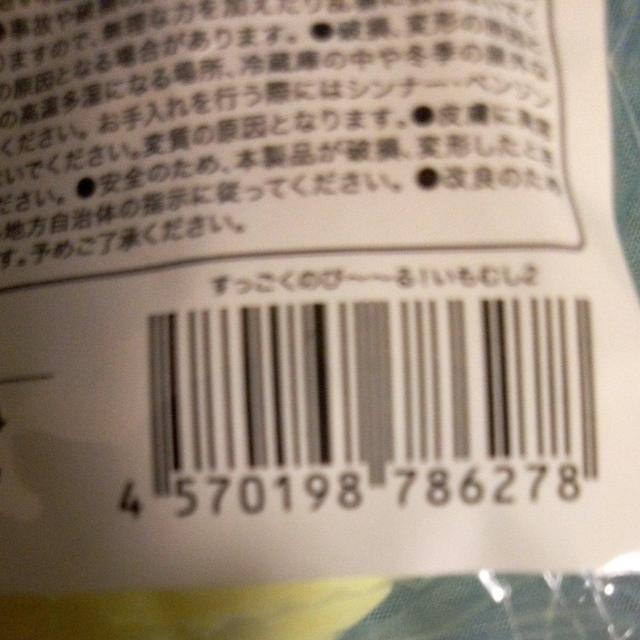 ますので、無理な力を加えたり
の原因となる場合があります。●破損、変形の
の高温多湿になる場所、冷蔵庫の中や冬季の
ください。お手入れを行う際にはシンナー・ベンジン
いてください。変質の原因となります。●皮膚に
ださい。●安全のため、本製品が破損、変形したとき
地方自治体の指示に従ってください。●改良のため
す。予めご了承ください。
すっごくのび〜〜る!いもむし2
4 570198 786278